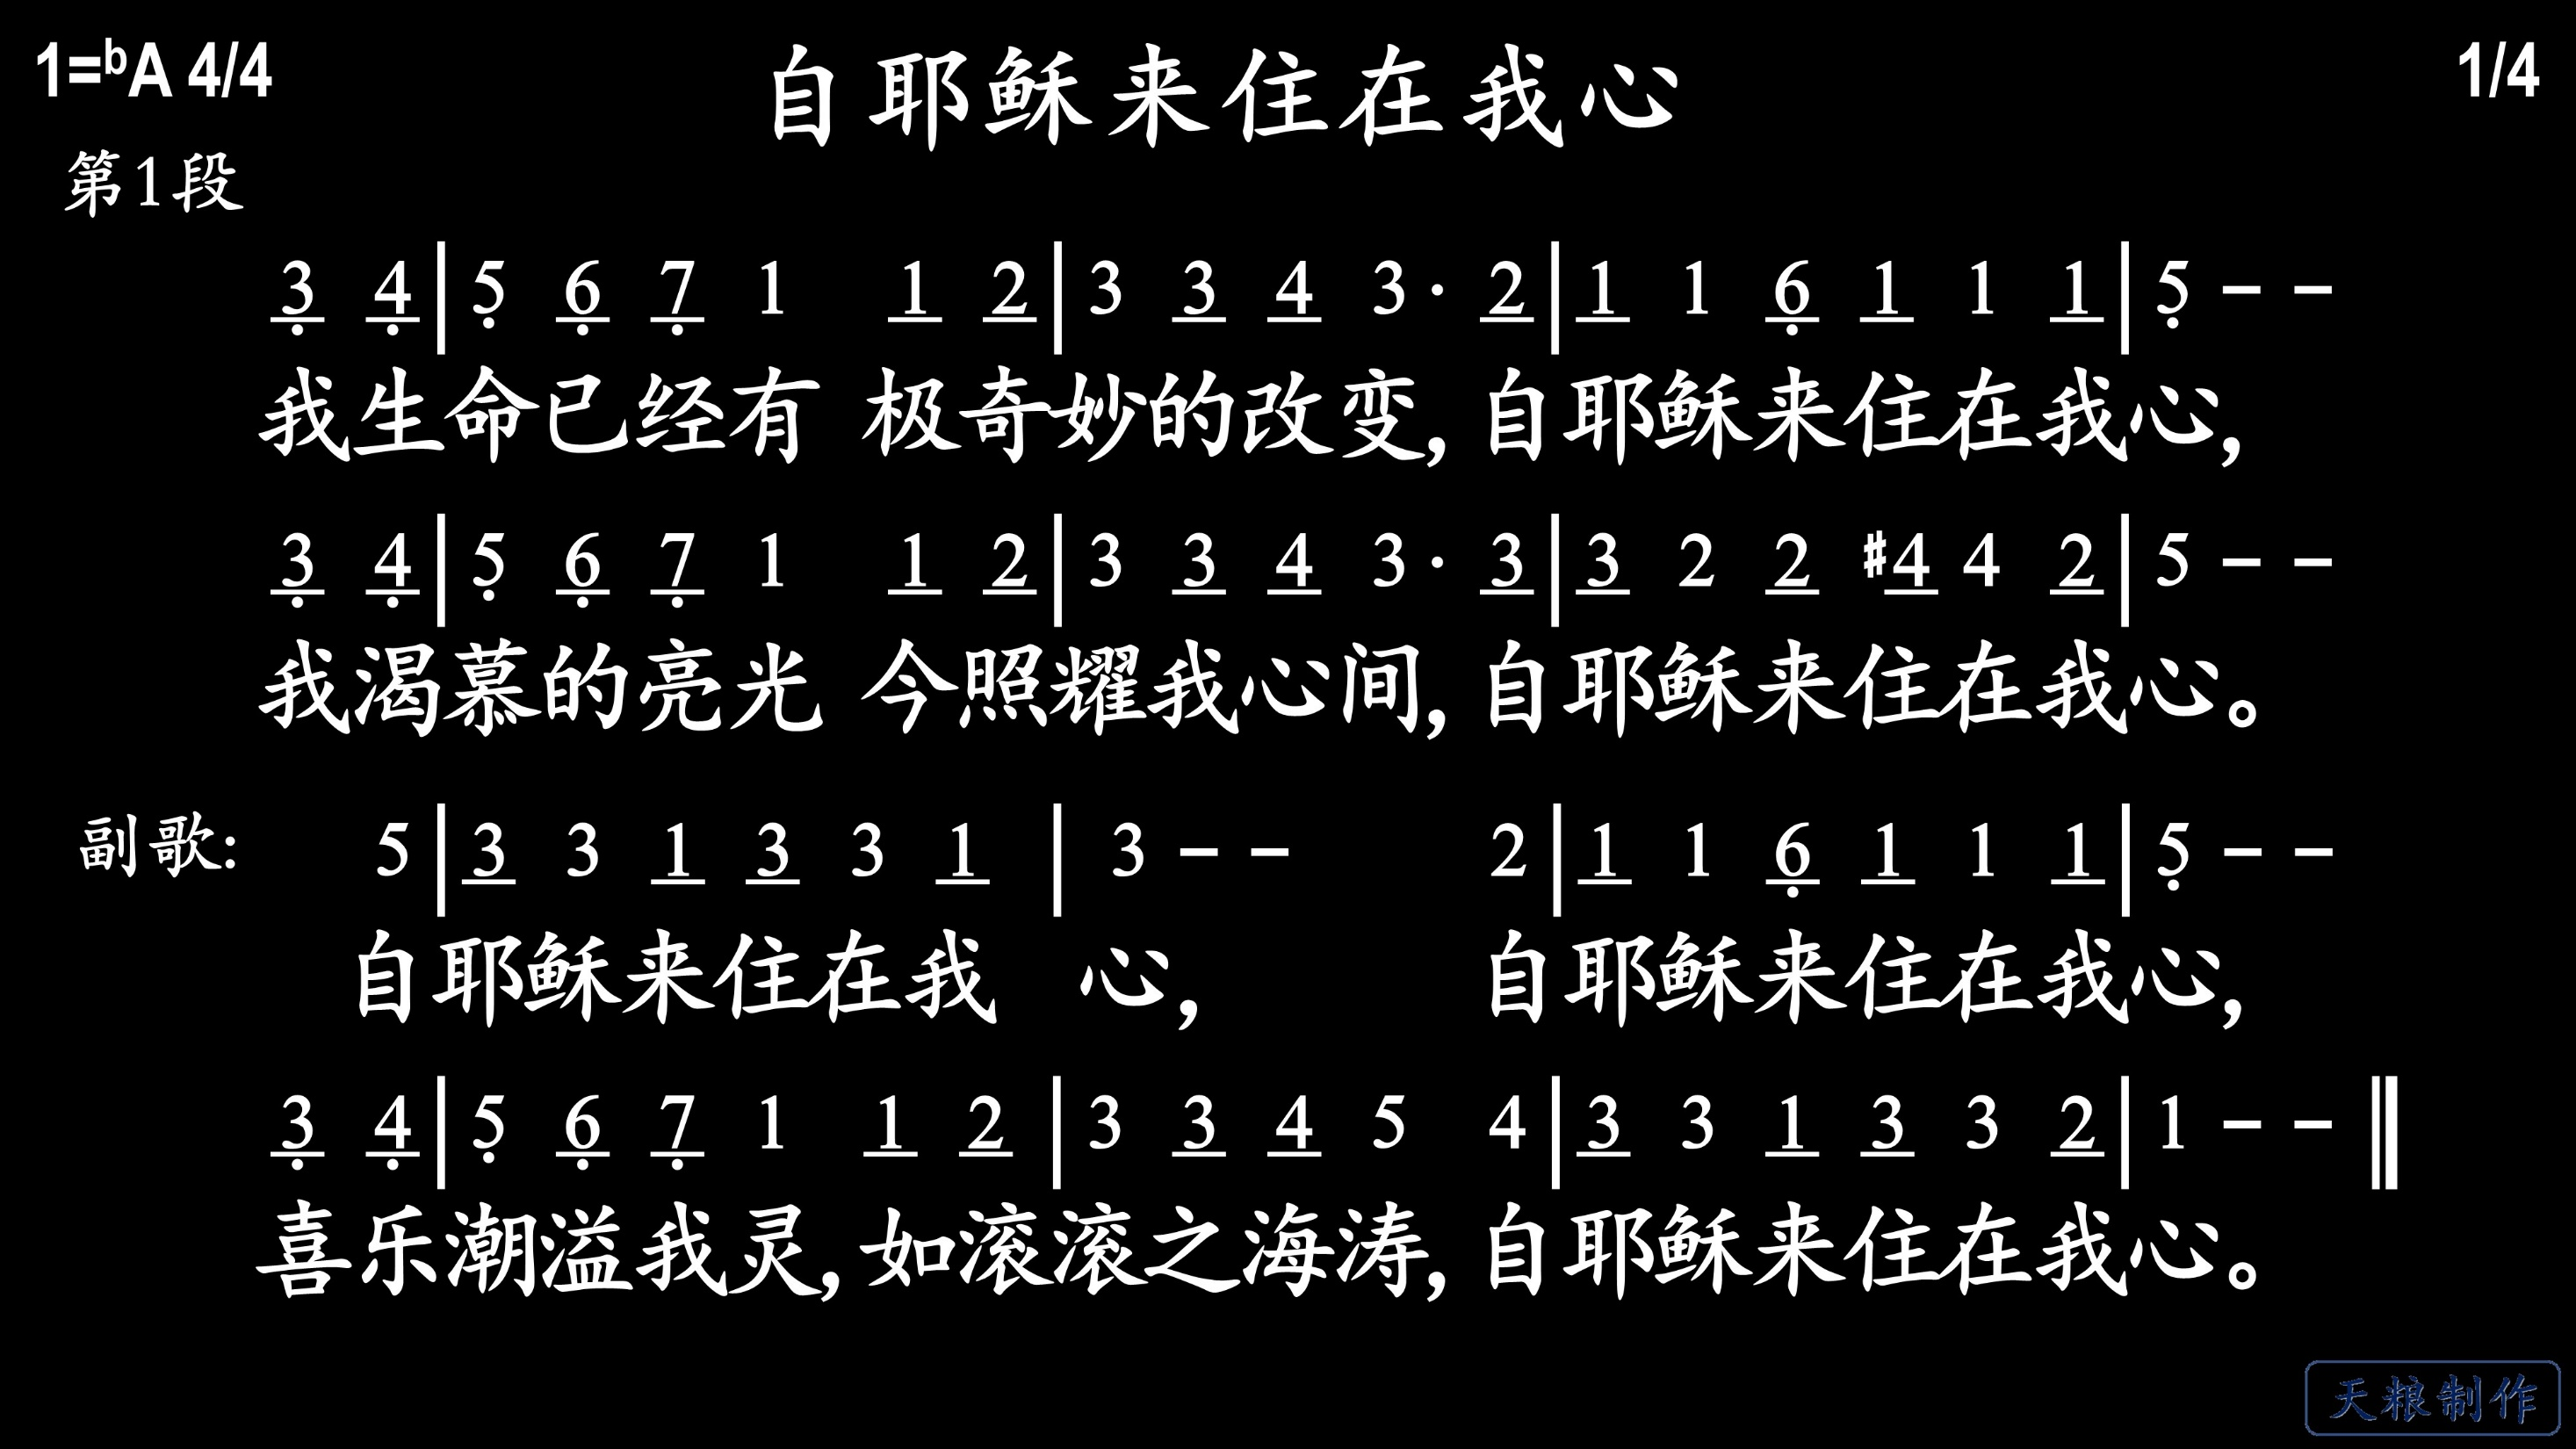 1=ᵇA 4/4
自耶稣来住在我心
1/4
第1段
3 4 | 5 6 7 1 1 2 | 3 3 4 3 · 2 | 1 1 6 1 1 1 | 5 – –
我生命已经有 极奇妙的改变, 自耶稣来住在我心,
3 4 | 5 6 7 1 1 2 | 3 3 4 3 · 3 | 3 2 2 #4 4 2 | 5 – –
我渴慕的亮光 今照耀我心间, 自耶稣来住在我心。
副歌: 5 | 3 3 1 3 3 1 | 3 – – 2 | 1 1 6 1 1 1 | 5 – –
自耶稣来住在我 心, 自耶稣来住在我心,
3 4 | 5 6 7 1 1 2 | 3 3 4 5 4 | 3 3 1 3 3 2 | 1 – – ‖
喜乐潮溢我灵, 如滚滚之海涛, 自耶稣来住在我心。
天粮制作